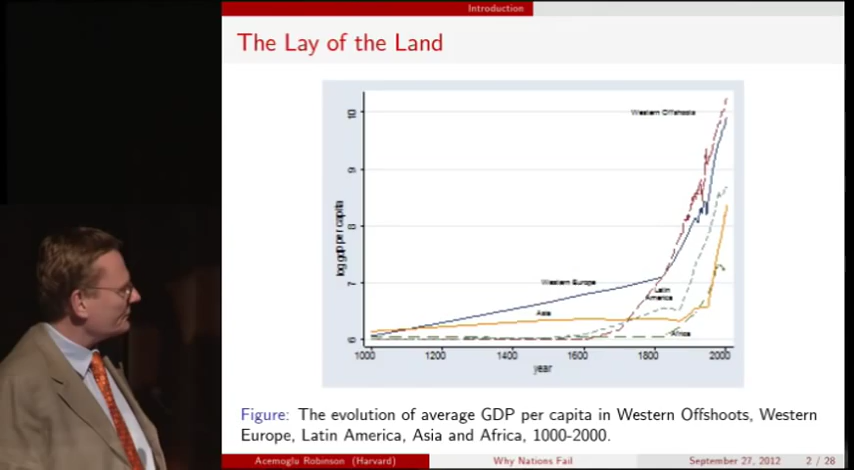 Introduction
The Lay of the Land
Western Offshoots
Western Europe
Latin
America
Asia
Africa
log gdp per capita
10
9
8
7
6
1000 1200 1400 1600 1800 2000
year
Figure: The evolution of average GDP per capita in Western Offshoots, Western
Europe, Latin America, Asia and Africa, 1000-2000.
Acemoglu Robinson (Harvard) Why Nations Fail September 27, 2012 2 / 28